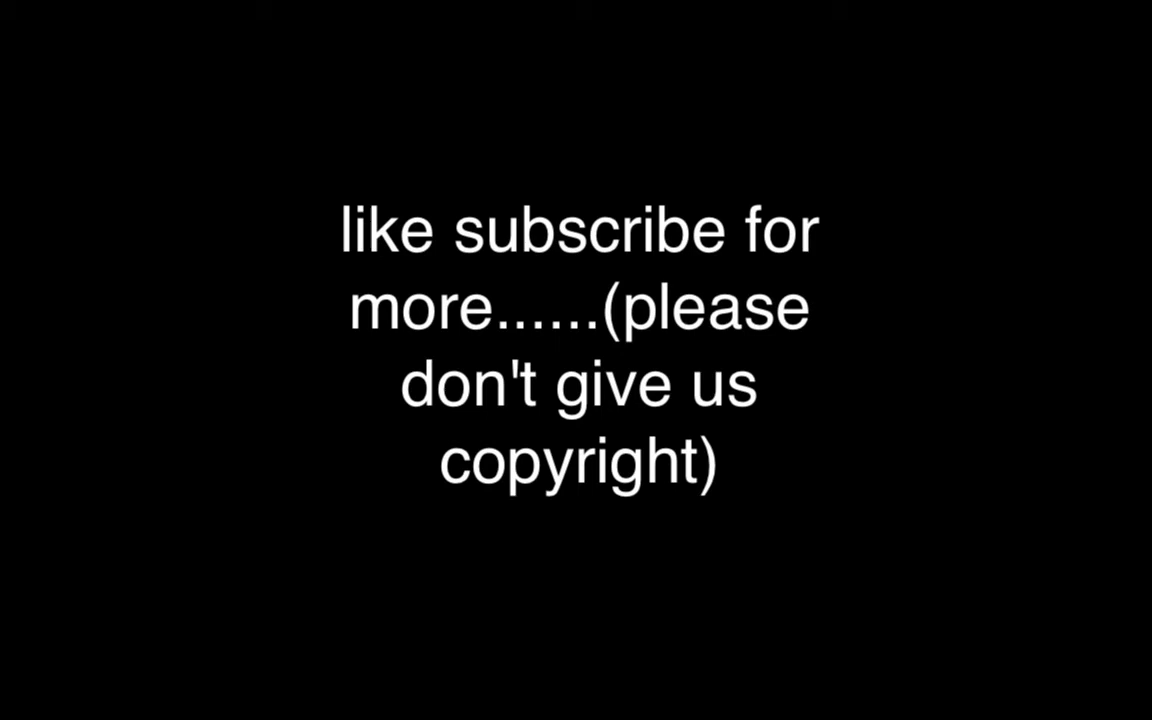 like subscribe for
more......(please
don't give us
copyright)